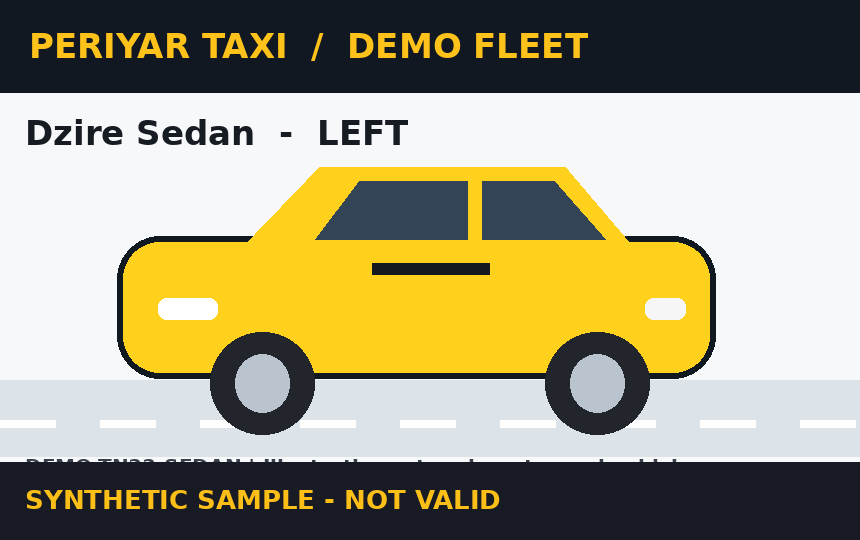 PERIYAR TAXI / DEMO FLEET
Dzire Sedan - LEFT
SYNTHETIC SAMPLE - NOT VALID